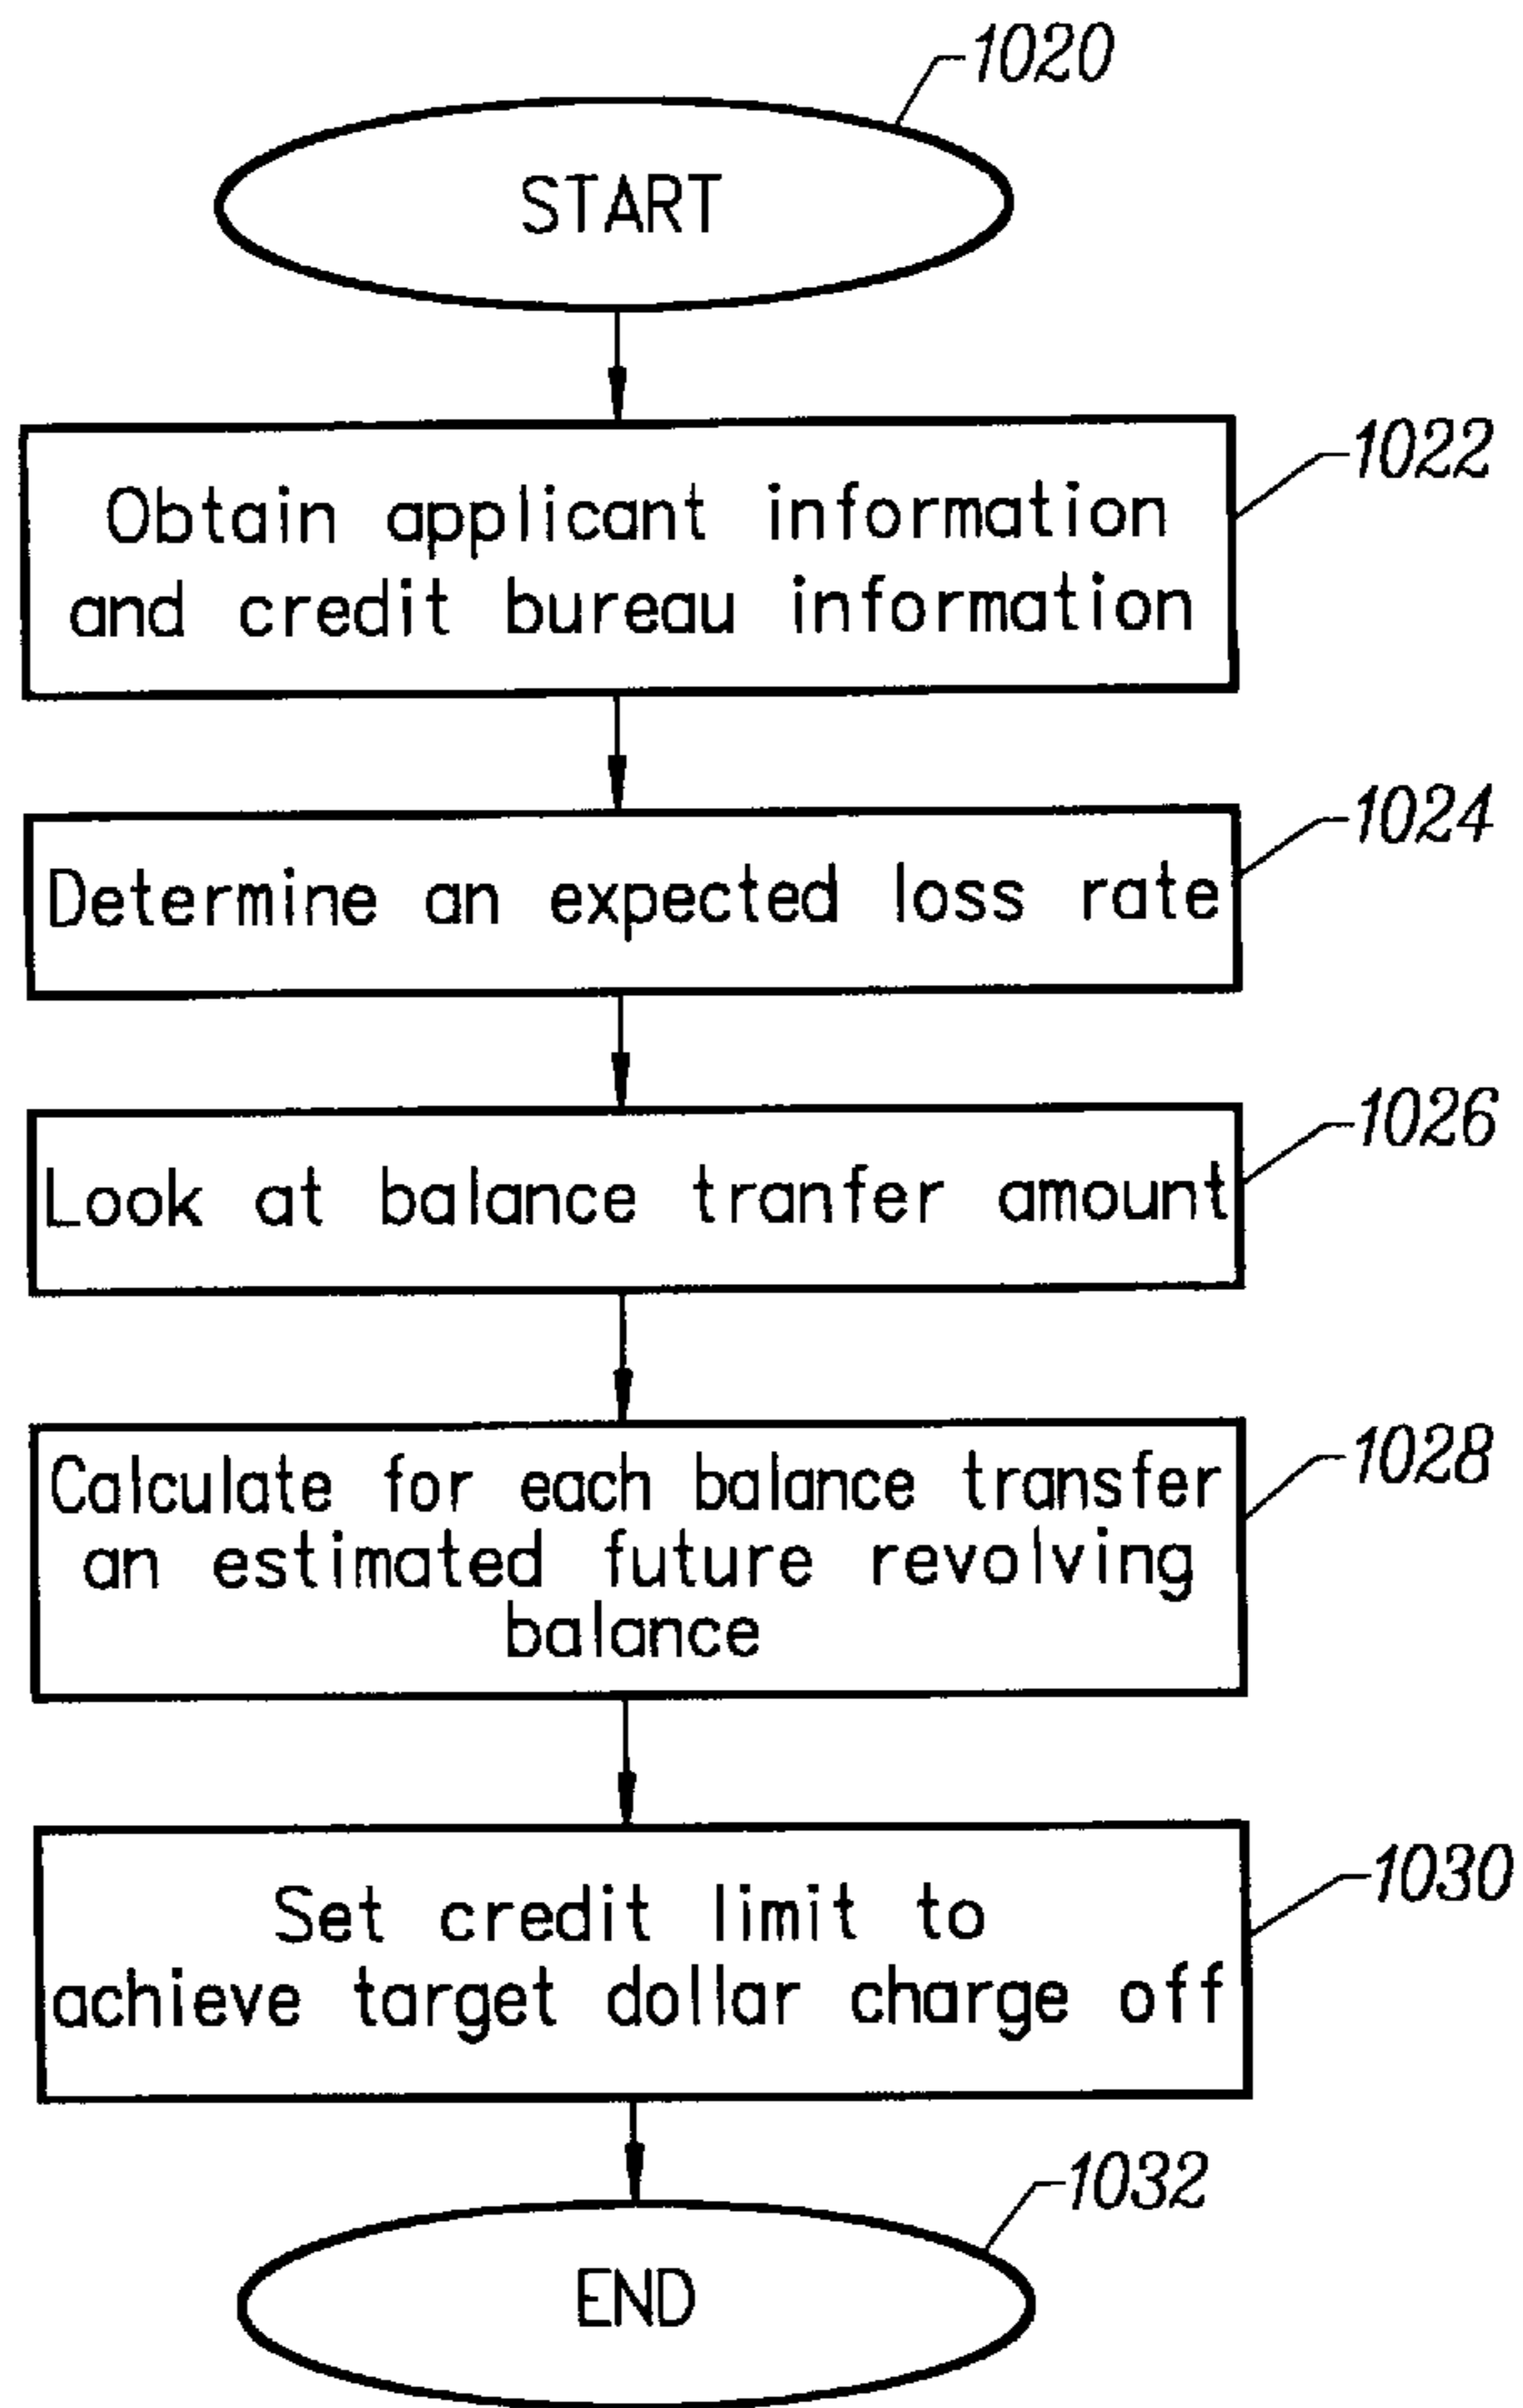 1020
START
1022
Obtain applicant information
and credit bureau information
1024
Determine an expected loss rate
1026
Look at balance tranfer amount
1028
Calculate for each balance transfer
an estimated future revolving
balance
1030
Set credit limit to
achieve target dollar charge off
1032
END